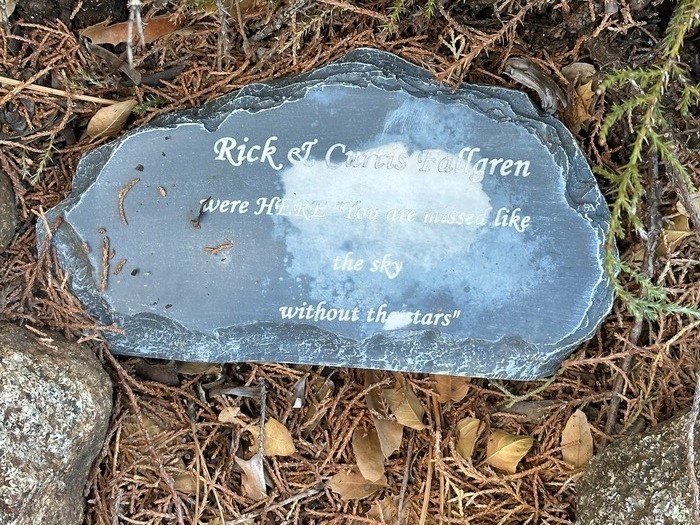 Rick & Curtis Fallgren
were HERE "You are missed like
the sky
without the stars"